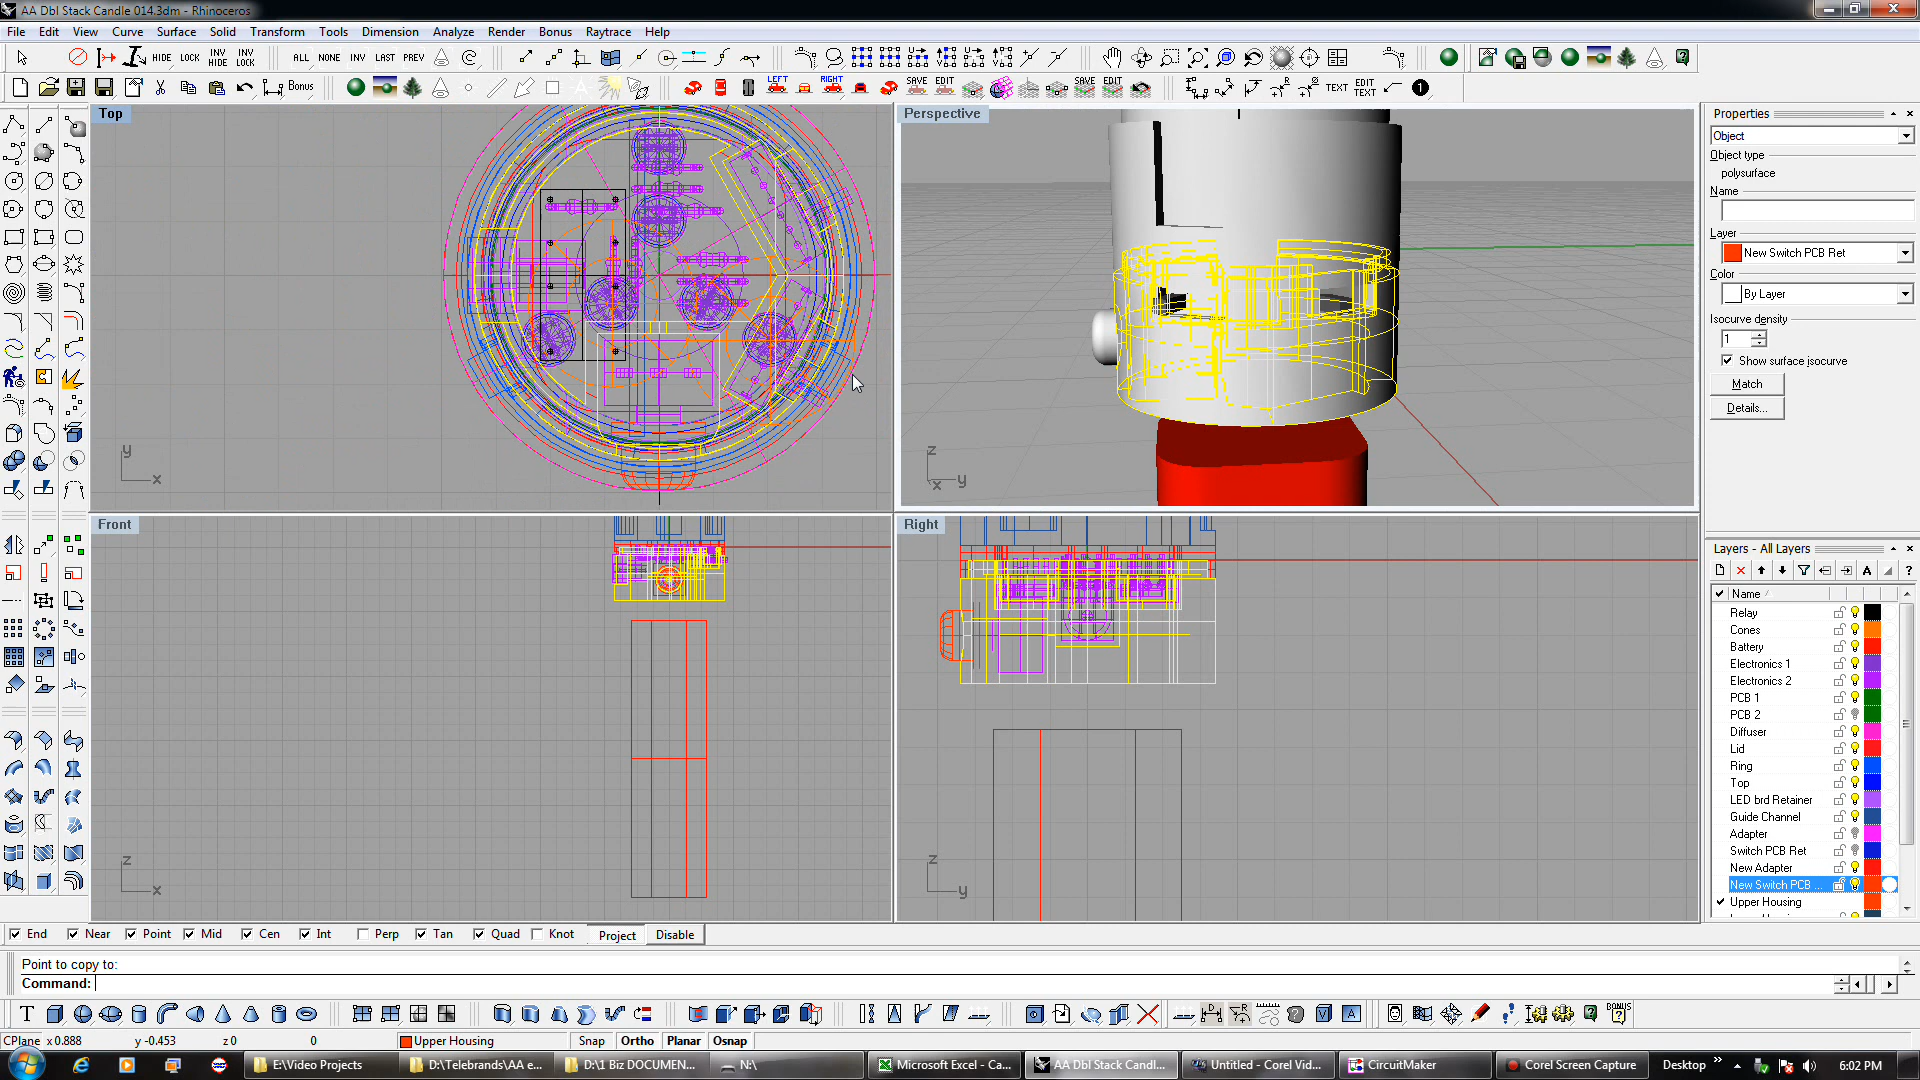 AA Dbl Stack Candle 014.3dm - Rhinoceros
File Edit View Curve Surface Solid Transform Tools Dimension Analyze Render Bonus Raytrace Help
HIDE LOCK INV HIDE INV LOCK ALL NONE INV LAST PREV
Bonus LEFT RIGHT SAVE EDIT SAVE EDIT TEXT EDIT TEXT 1
Top
Perspective
Properties
Object
Object type
polysurface
Name
Layer
New Switch PCB Ret
Color
By Layer
Isocurve density
1
Show surface isocurve
Match
Details...
y
x
z
x y
Front
Right
Layers - All Layers
Name
Relay
Cones
Battery
Electronics 1
Electronics 2
PCB 1
PCB 2
Diffuser
Lid
Ring
Top
LED brd Retainer
Guide Channel
Adapter
Switch PCB Ret
New Adapter
New Switch PCB ...
Upper Housing
z
x
z
y
End Near Point Mid Cen Int Perp Tan Quad Knot Project Disable
Point to copy to:
Command:
CPlane x 0.888 y -0.453 z 0 0 Upper Housing Snap Ortho Planar Osnap
E:\Video Projects D:\Telebrands\AA e... D:\1 Biz DOCUMEN... N:\ Microsoft Excel - Ca... AA Dbl Stack Candl... Untitled - Corel Vid... CircuitMaker Corel Screen Capture Desktop 6:02 PM